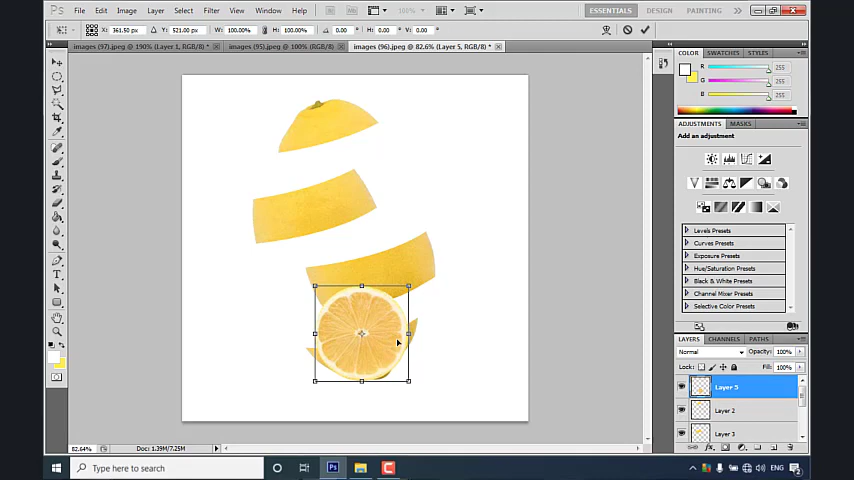 File Edit Image Layer Select Filter View Window Help 100% ESSENTIALS DESIGN PAINTING
X: 361.50 px Y: 521.00 px W: 100.00% H: 100.00% 0.00 H: 0.00 V: 0.00
images (97).jpeg @ 190% (Layer 1, RGB/8) * images (95).jpeg @ 100% (RGB/8) images (96).jpeg @ 82.6% (Layer 5, RGB/8) *
COLOR SWATCHES STYLES
R 255
G 255
B 255
ADJUSTMENTS MASKS
Add an adjustment
Levels Presets
Curves Presets
Exposure Presets
Hue/Saturation Presets
Black & White Presets
Channel Mixer Presets
Selective Color Presets
LAYERS CHANNELS PATHS
Normal Opacity: 100%
Lock: Fill: 100%
Layer 5
Layer 2
Layer 3
82.64% Doc: 1.39M/7.25M
Type here to search Ps ENG 2